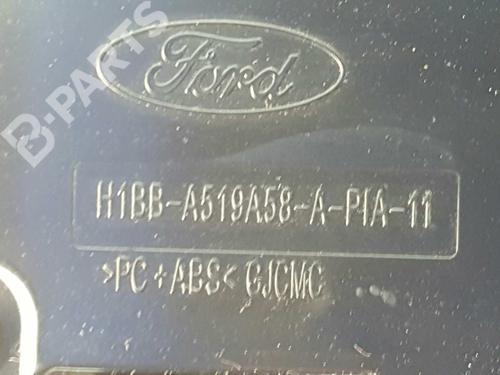 B-PARTS
Ford
H1BB-A519A58-A-PIA-11
>PC+ABS< GJCMC